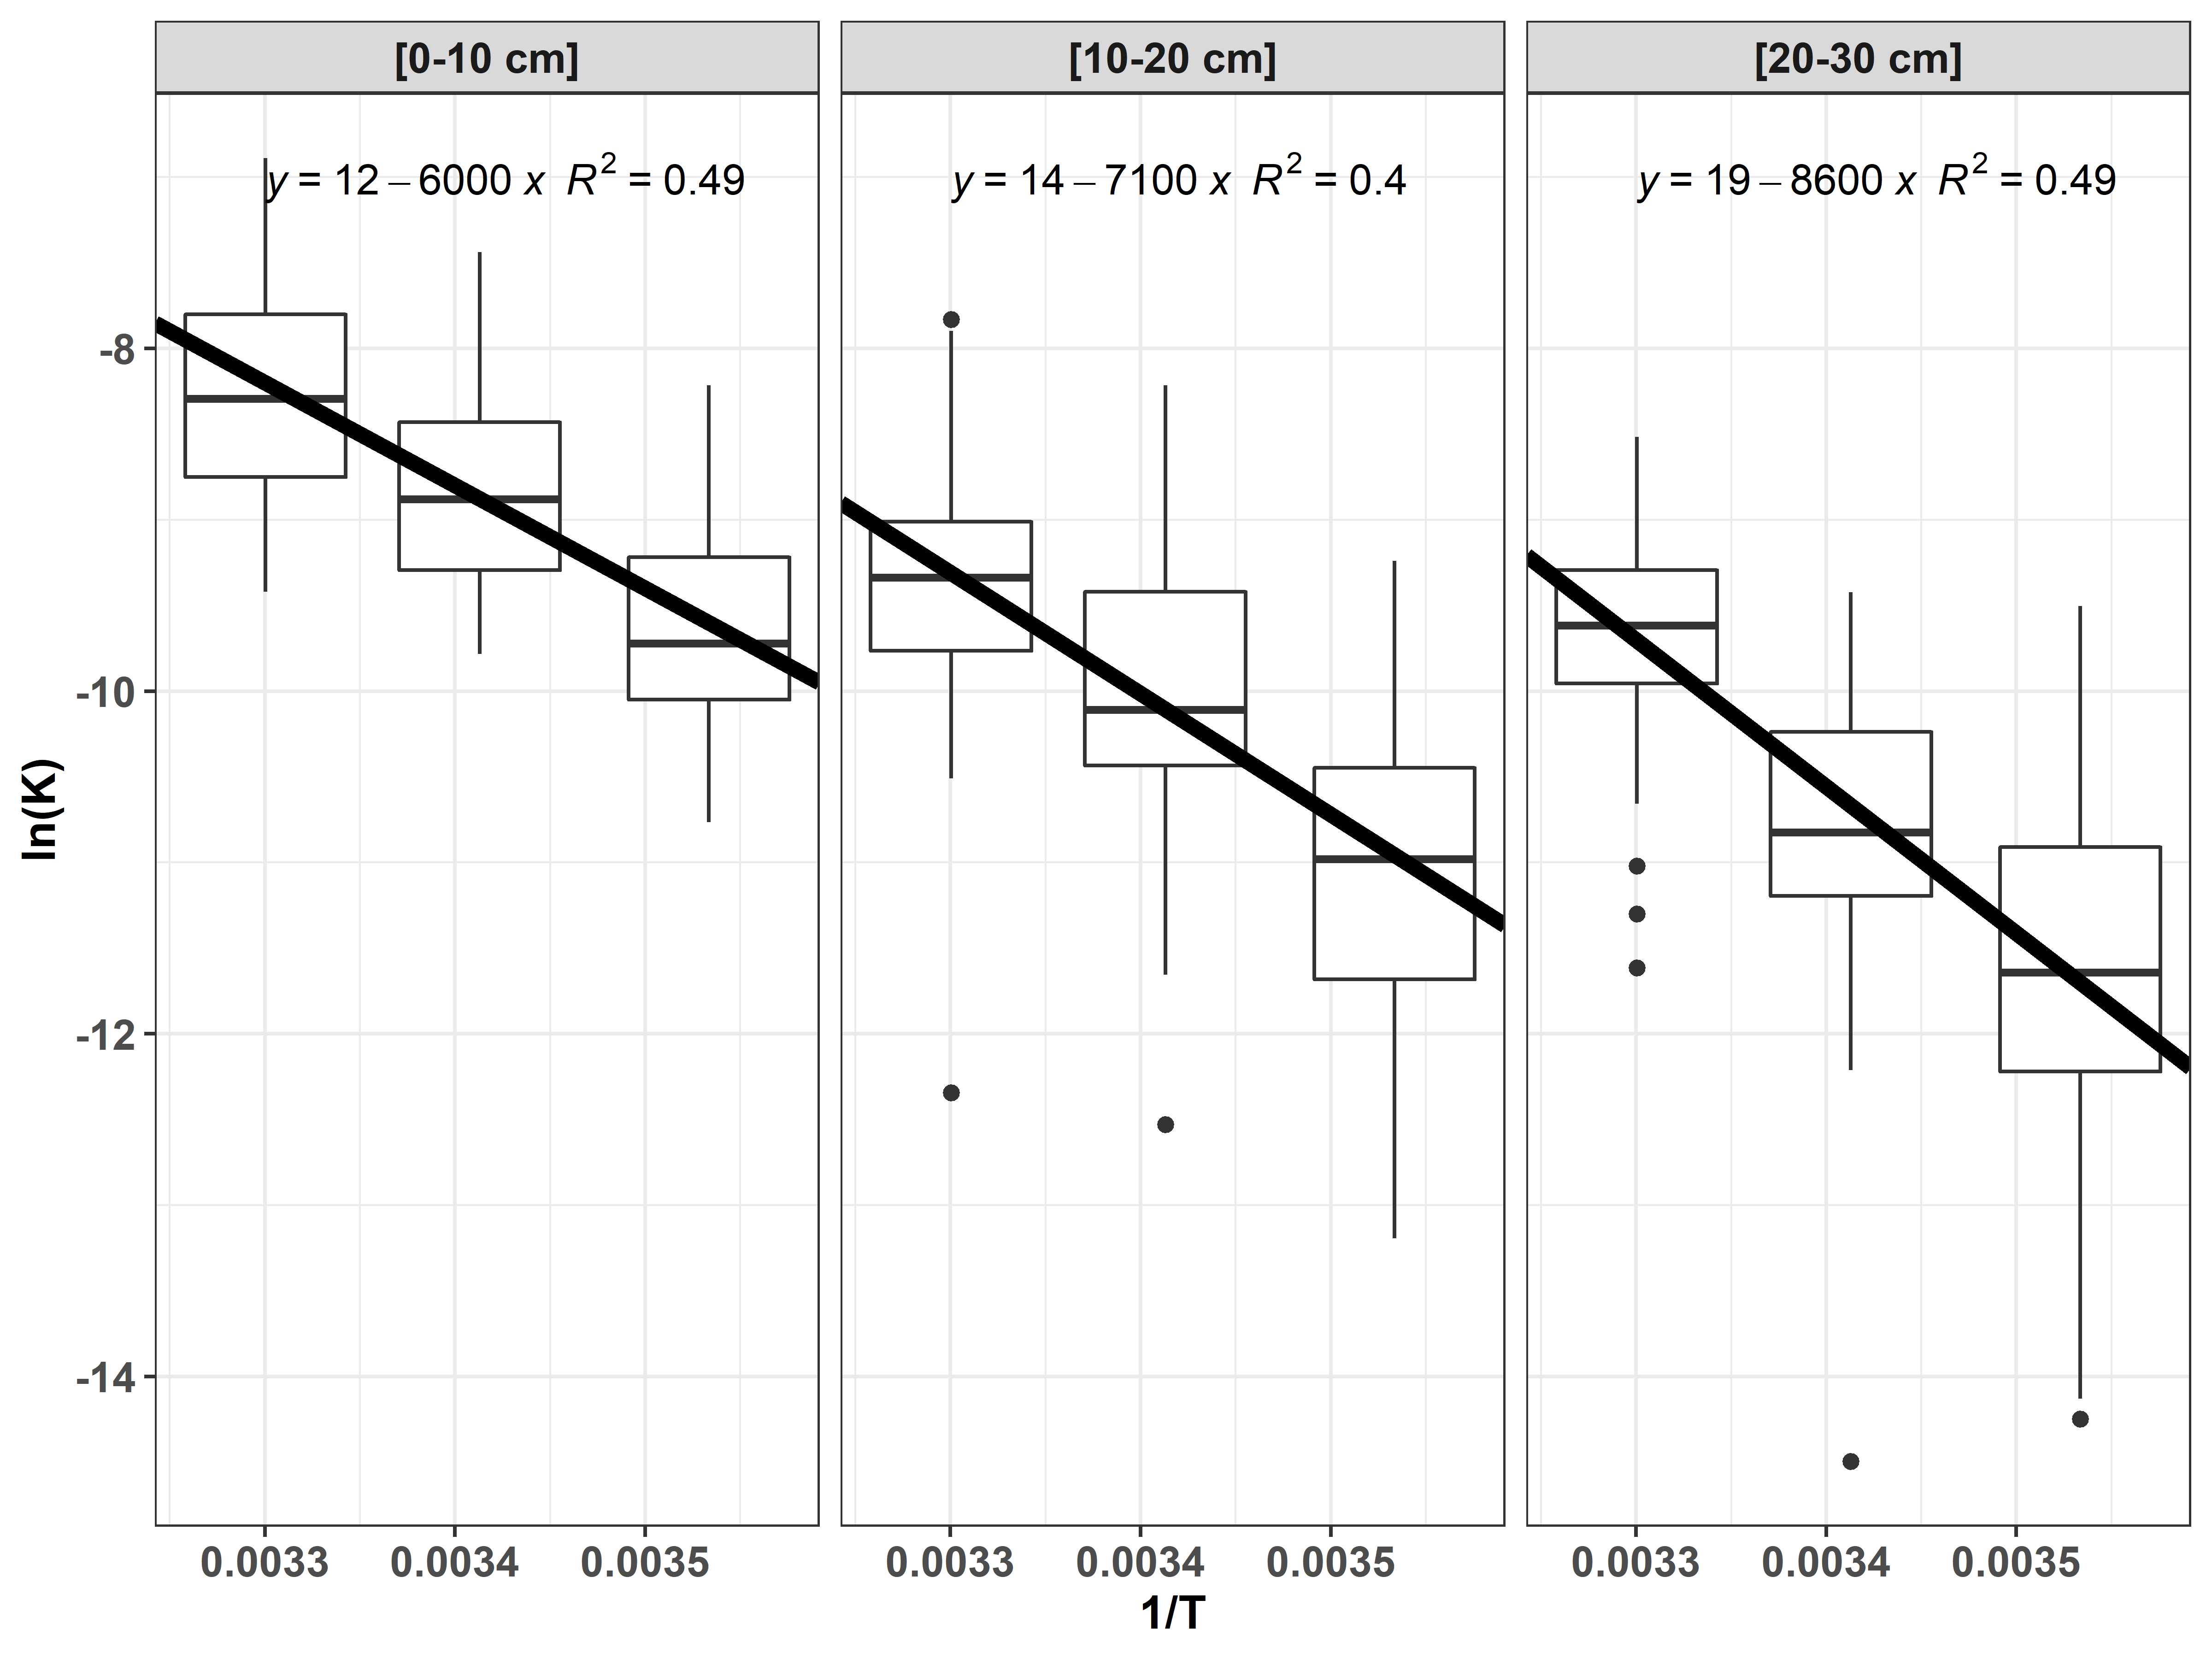 [0-10 cm] [10-20 cm] [20-30 cm]
y = 12 − 6000 x R² = 0.49
y = 14 − 7100 x R² = 0.4
y = 19 − 8600 x R² = 0.49
-8
-10
-12
-14
ln(K)
0.0033 0.0034 0.0035 0.0033 0.0034 0.0035 0.0033 0.0034 0.0035
1/T